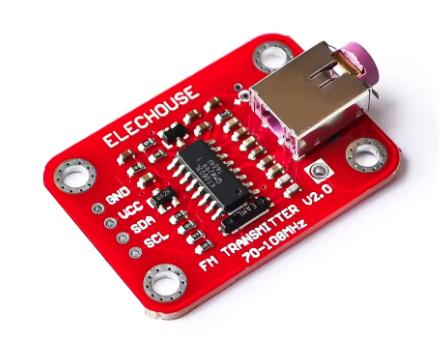 ELECHOUSE
GND
VCC
SDA
SCL
FM TRANSMITTER V2.0
70-108MHz